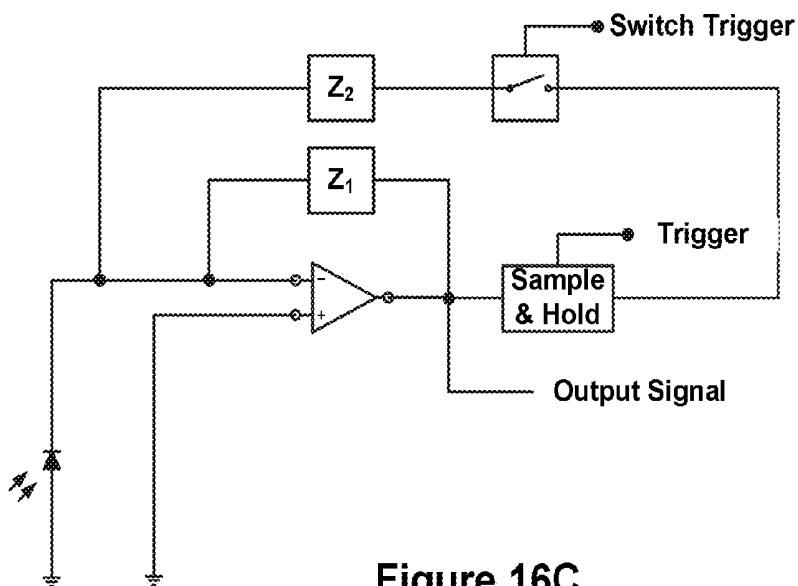 Switch Trigger
Z₂
Z₁
Trigger
Sample
& Hold
-
+
Output Signal
Figure 16C